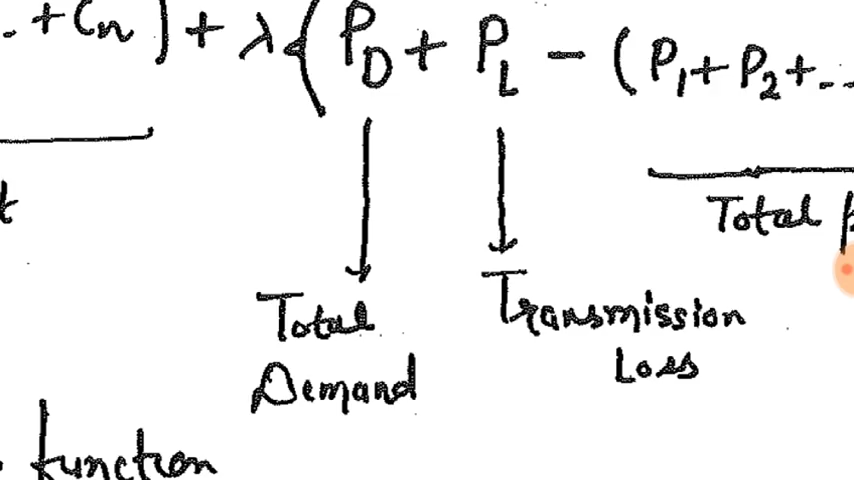 .. + Cn ) + λ { P_D + P_L − ( P_1 + P_2 + ...
Total
Total Transmission
Demand Loss
function